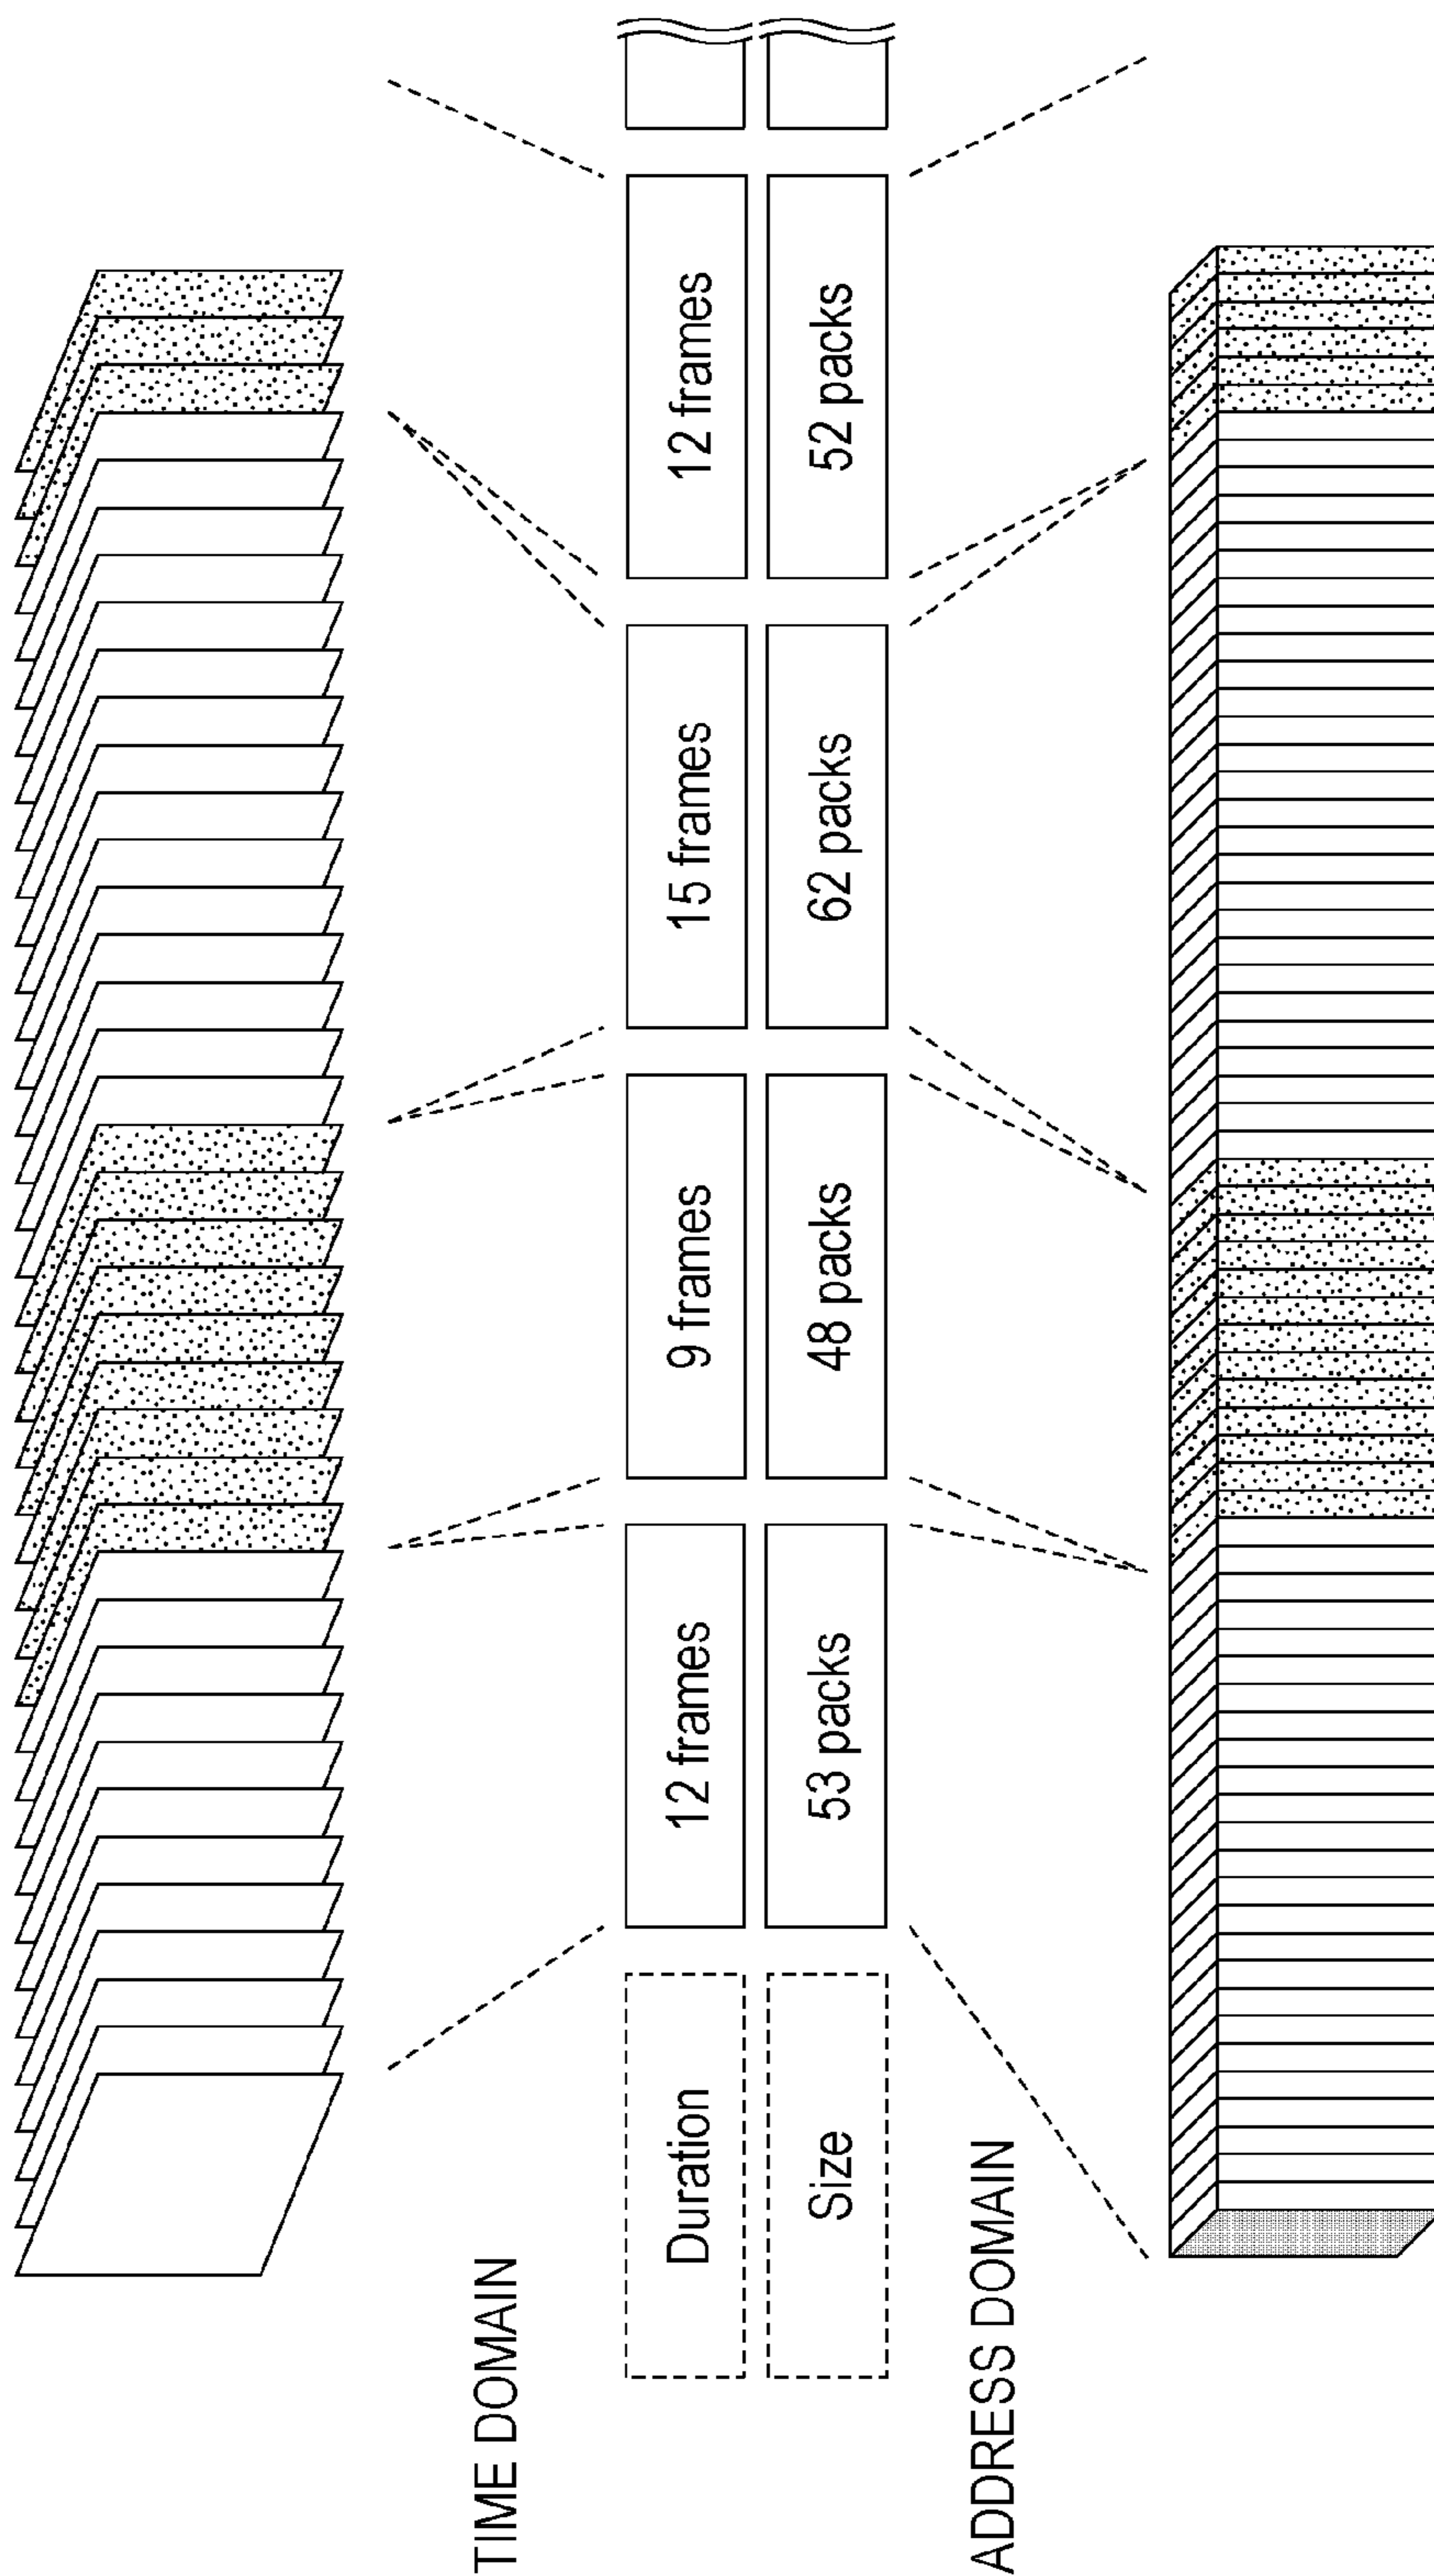 TIME DOMAIN
Duration
12 frames
9 frames
15 frames
12 frames
Size
53 packs
48 packs
62 packs
52 packs
ADDRESS DOMAIN